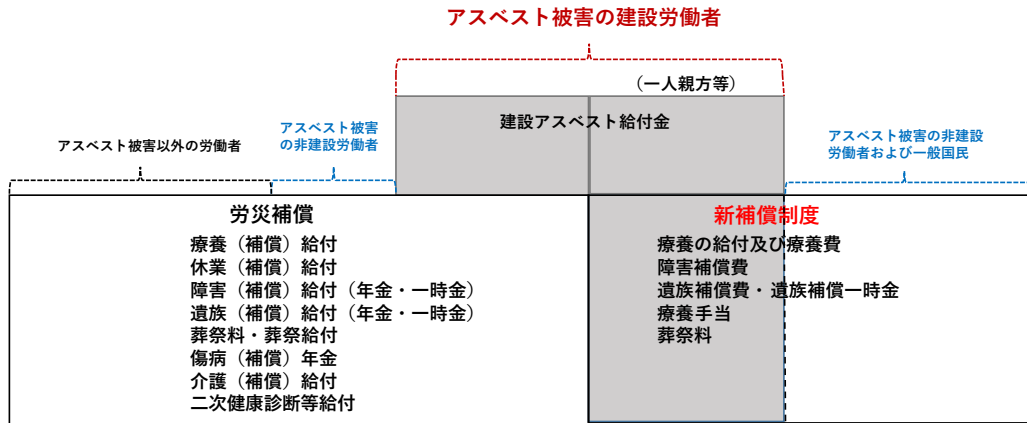 アスベスト被害の建設労働者
（一人親方等）
建設アスベスト給付金
アスベスト被害以外の労働者
アスベスト被害
の非建設労働者
アスベスト被害の非建設
労働者および一般国民
労災補償
療養（補償）給付
休業（補償）給付
障害（補償）給付（年金・一時金）
遺族（補償）給付（年金・一時金）
葬祭料・葬祭給付
傷病（補償）年金
介護（補償）給付
二次健康診断等給付
新補償制度
療養の給付及び療養費
障害補償費
遺族補償費・遺族補償一時金
療養手当
葬祭料